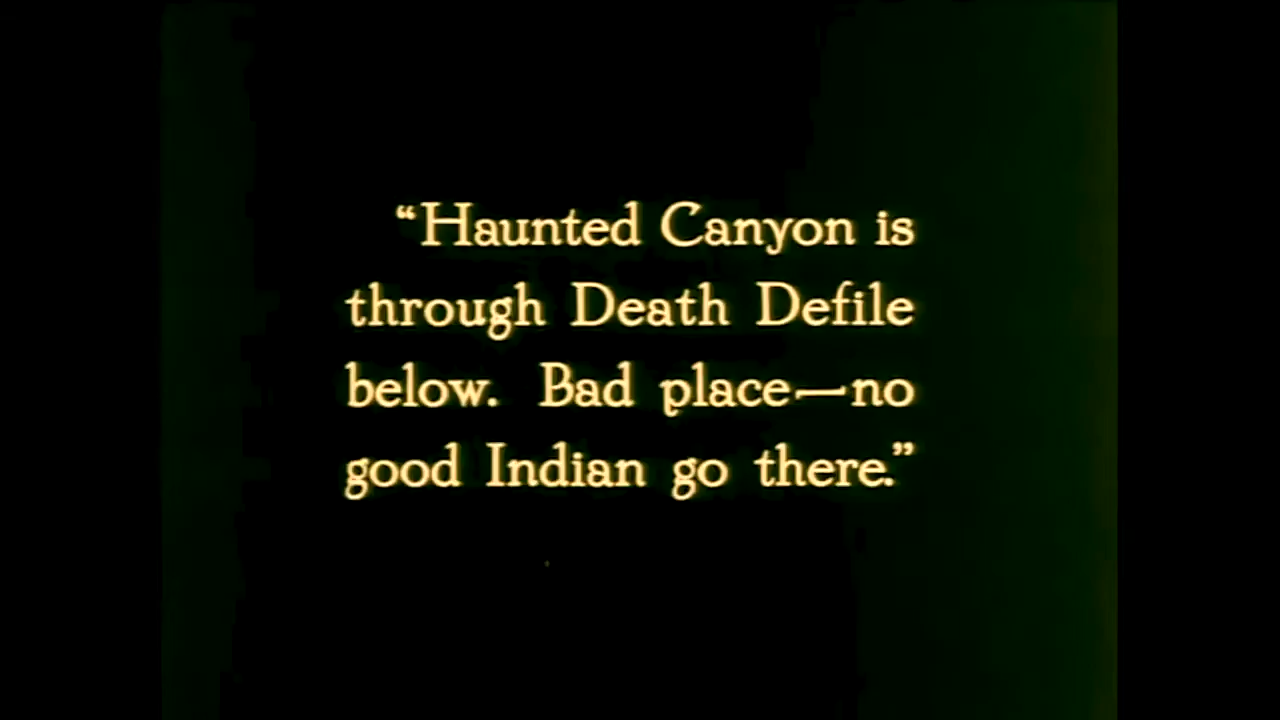 “Haunted Canyon is
through Death Defile
below. Bad place—no
good Indian go there.”